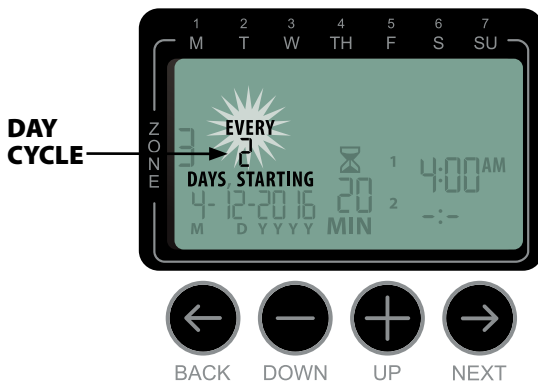 1 2 3 4 5 6 7
M T W TH F S SU
DAY
CYCLE
ZONE
3
EVERY
2
DAYS, STARTING
4-12-2016
M D Y Y Y Y
20
MIN
1 4:00AM
2 -:-
BACK DOWN UP NEXT